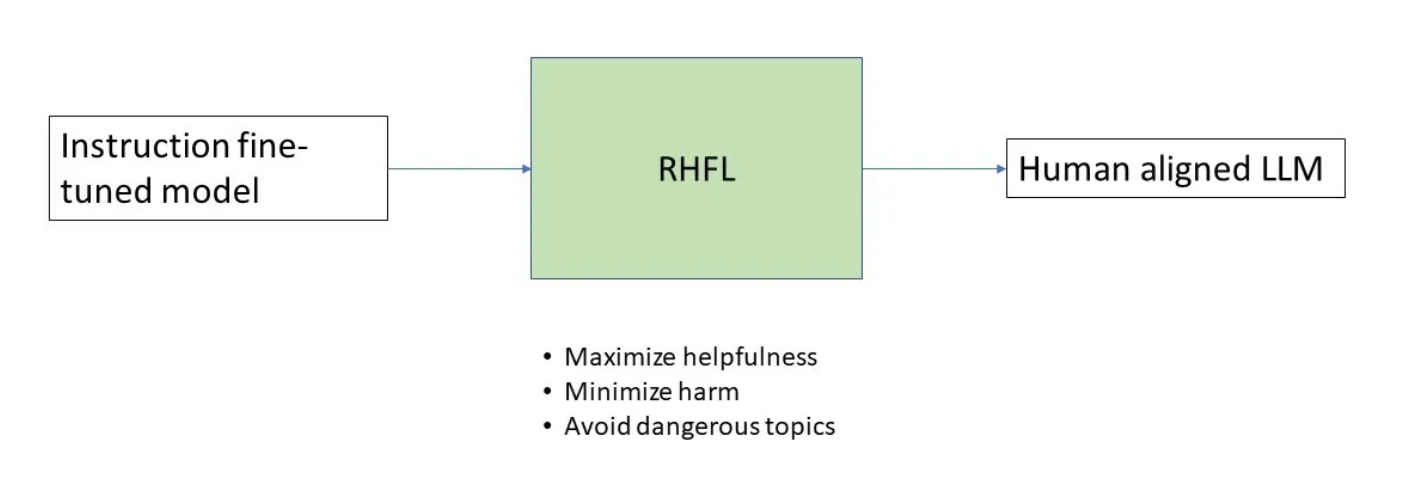 Instruction fine-
tuned model
RHFL
Human aligned LLM
• Maximize helpfulness
• Minimize harm
• Avoid dangerous topics